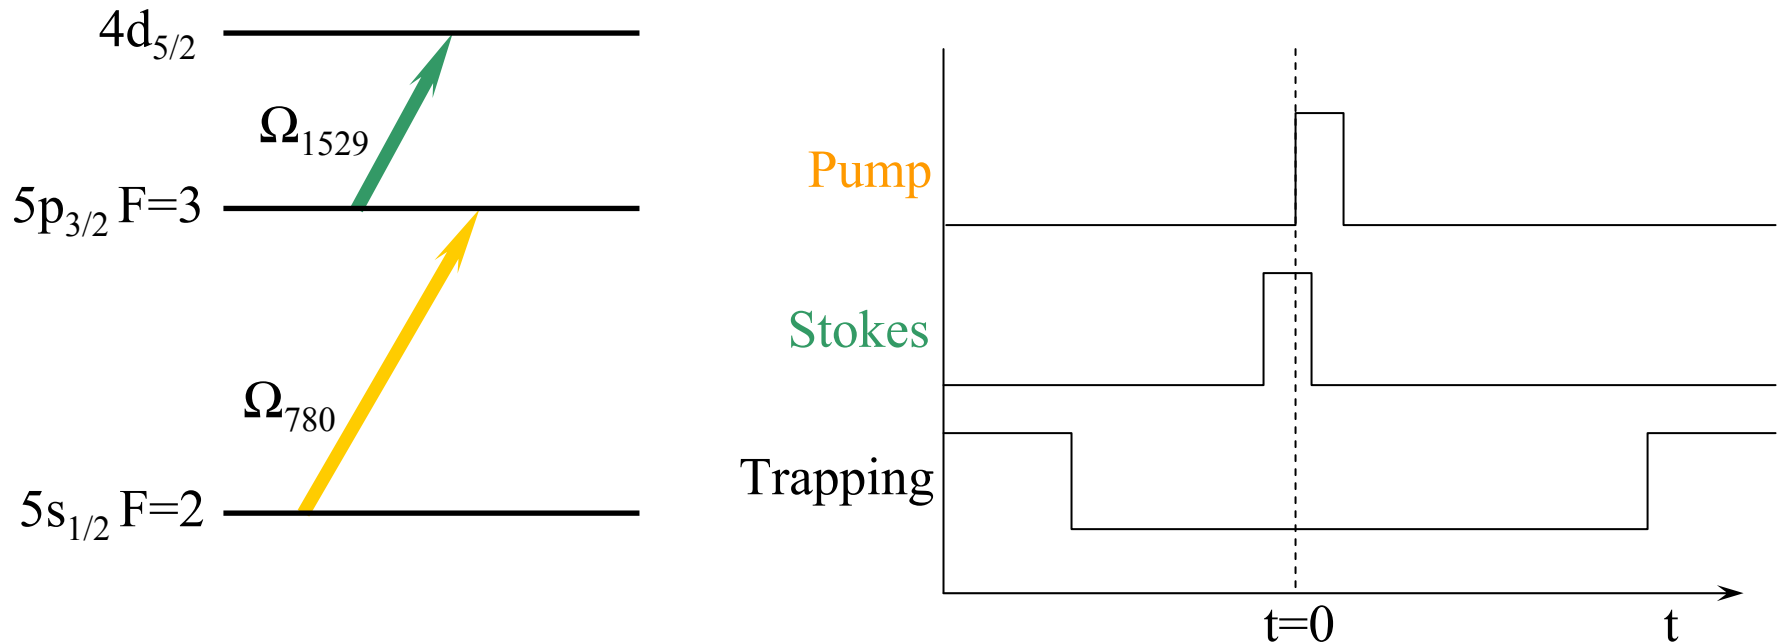 4d5/2
Ω1529
5p3/2 F=3
Ω780
5s1/2 F=2
Pump
Stokes
Trapping
t=0
t